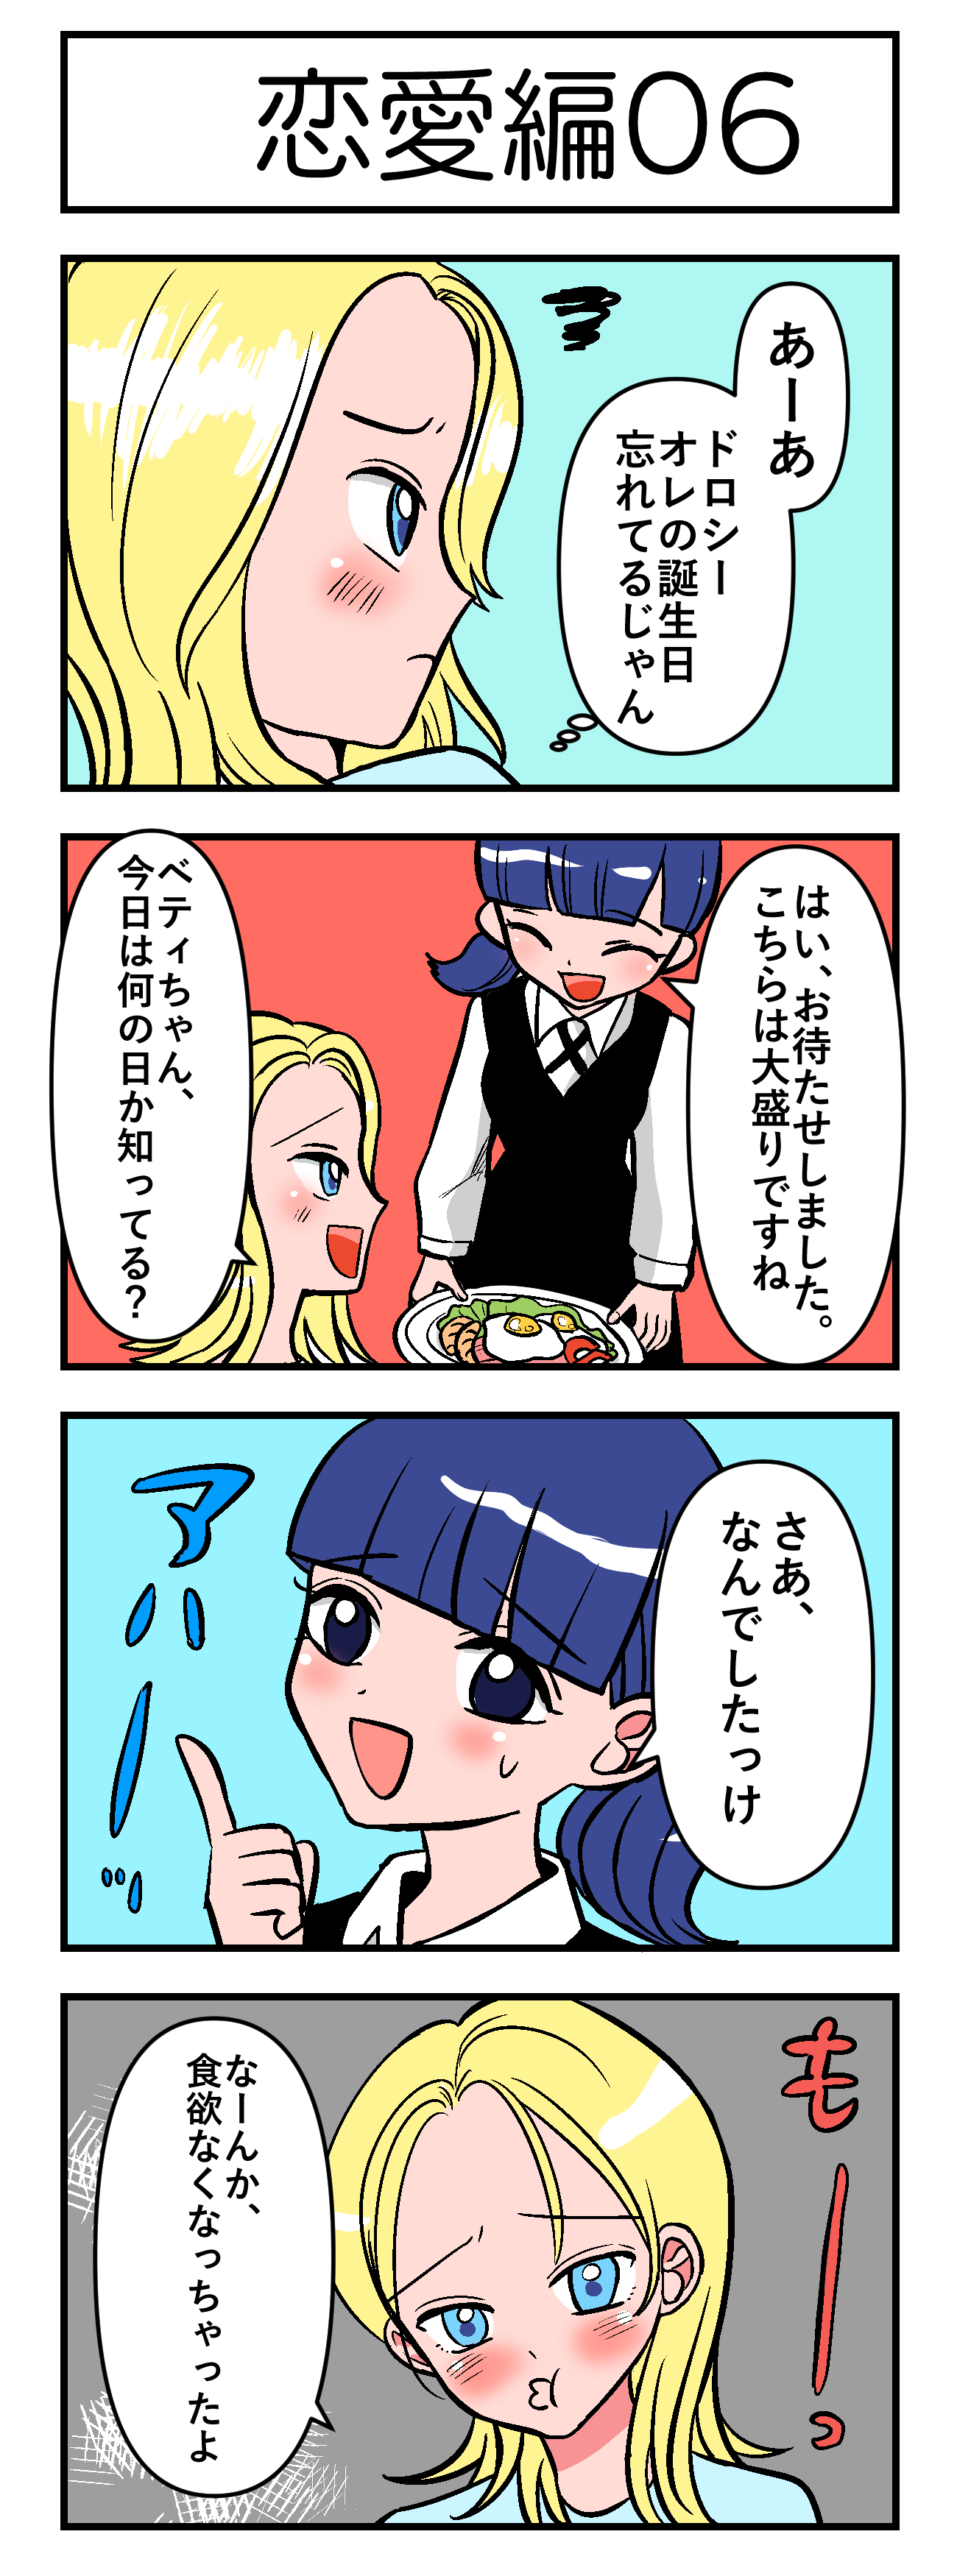 恋愛編06
あーあ
ドロシー
オレの誕生日
忘れてるじゃん
はい、お待たせしました。
こちらは大盛りですね
ベティちゃん、
今日は何の日か知ってる?
さあ、
なんでしたっけ
アハハーッ
もーっ
なーんか、
食欲なくなっちゃったよ